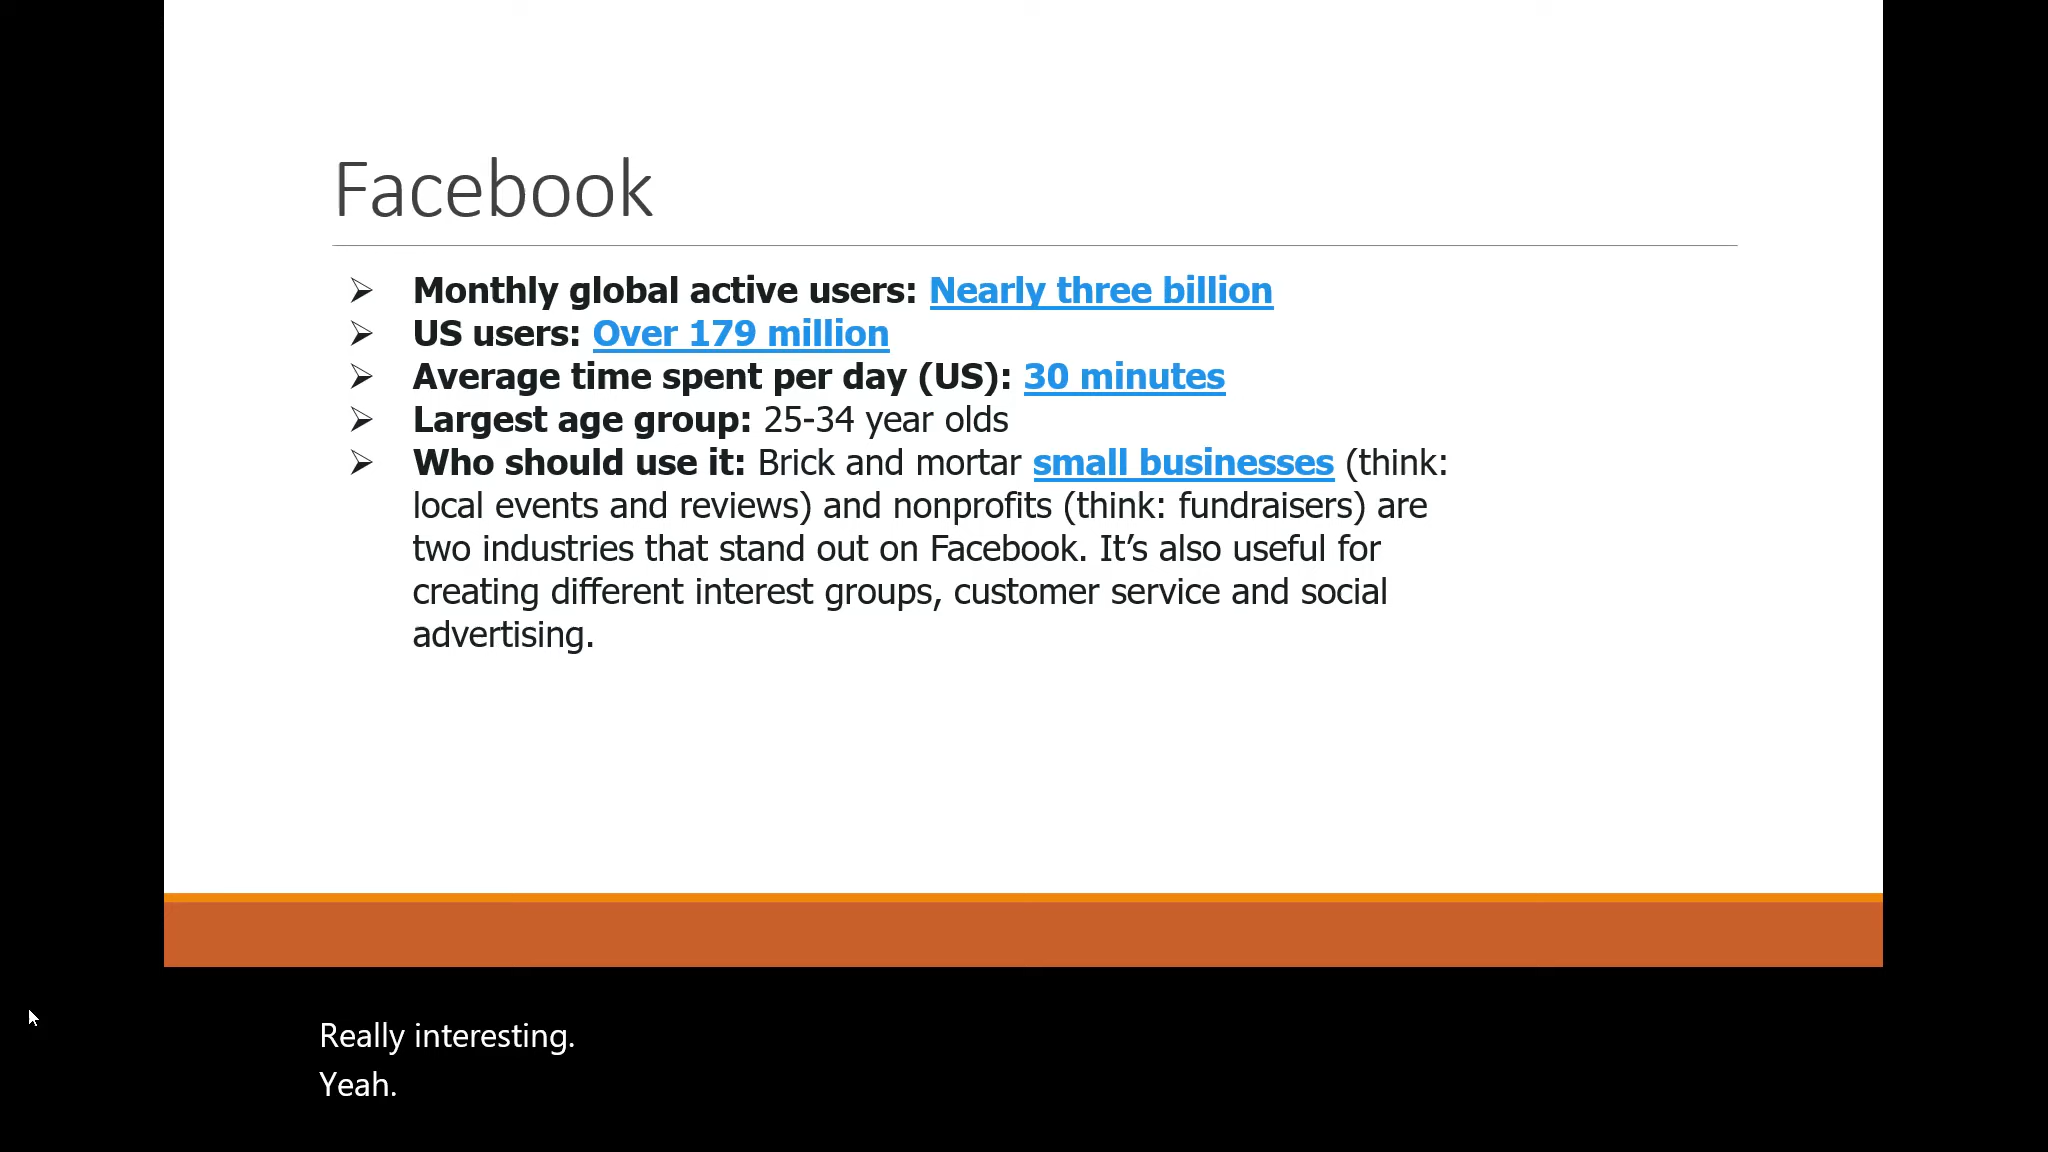 Facebook
➢ Monthly global active users: Nearly three billion
➢ US users: Over 179 million
➢ Average time spent per day (US): 30 minutes
➢ Largest age group: 25-34 year olds
➢ Who should use it: Brick and mortar small businesses (think:
local events and reviews) and nonprofits (think: fundraisers) are
two industries that stand out on Facebook. It’s also useful for
creating different interest groups, customer service and social
advertising.
Really interesting.
Yeah.